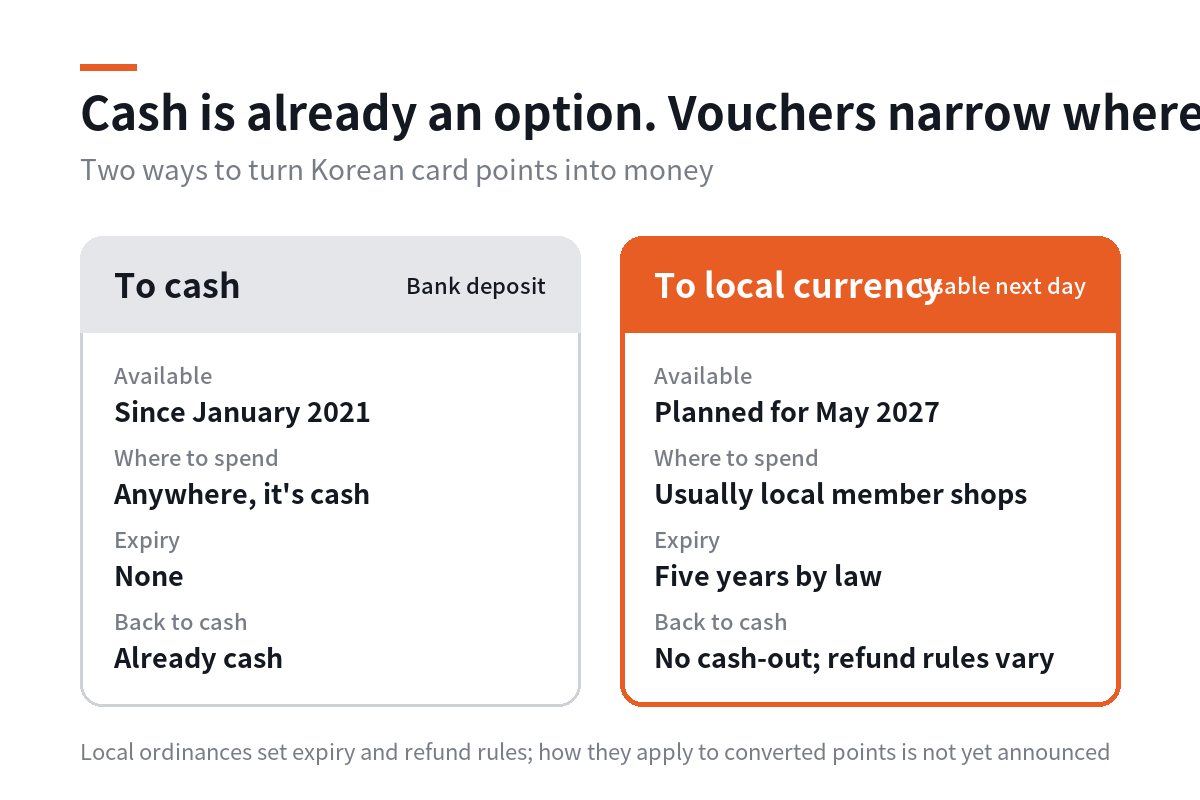 Cash is already an option. Vouchers narrow where
Two ways to turn Korean card points into money
To cash
Bank deposit
To local currency
Usable next day
Available
Since January 2021
Where to spend
Anywhere, it's cash
Expiry
None
Back to cash
Already cash
Available
Planned for May 2027
Where to spend
Usually local member shops
Expiry
Five years by law
Back to cash
No cash-out; refund rules vary
Local ordinances set expiry and refund rules; how they apply to converted points is not yet announced